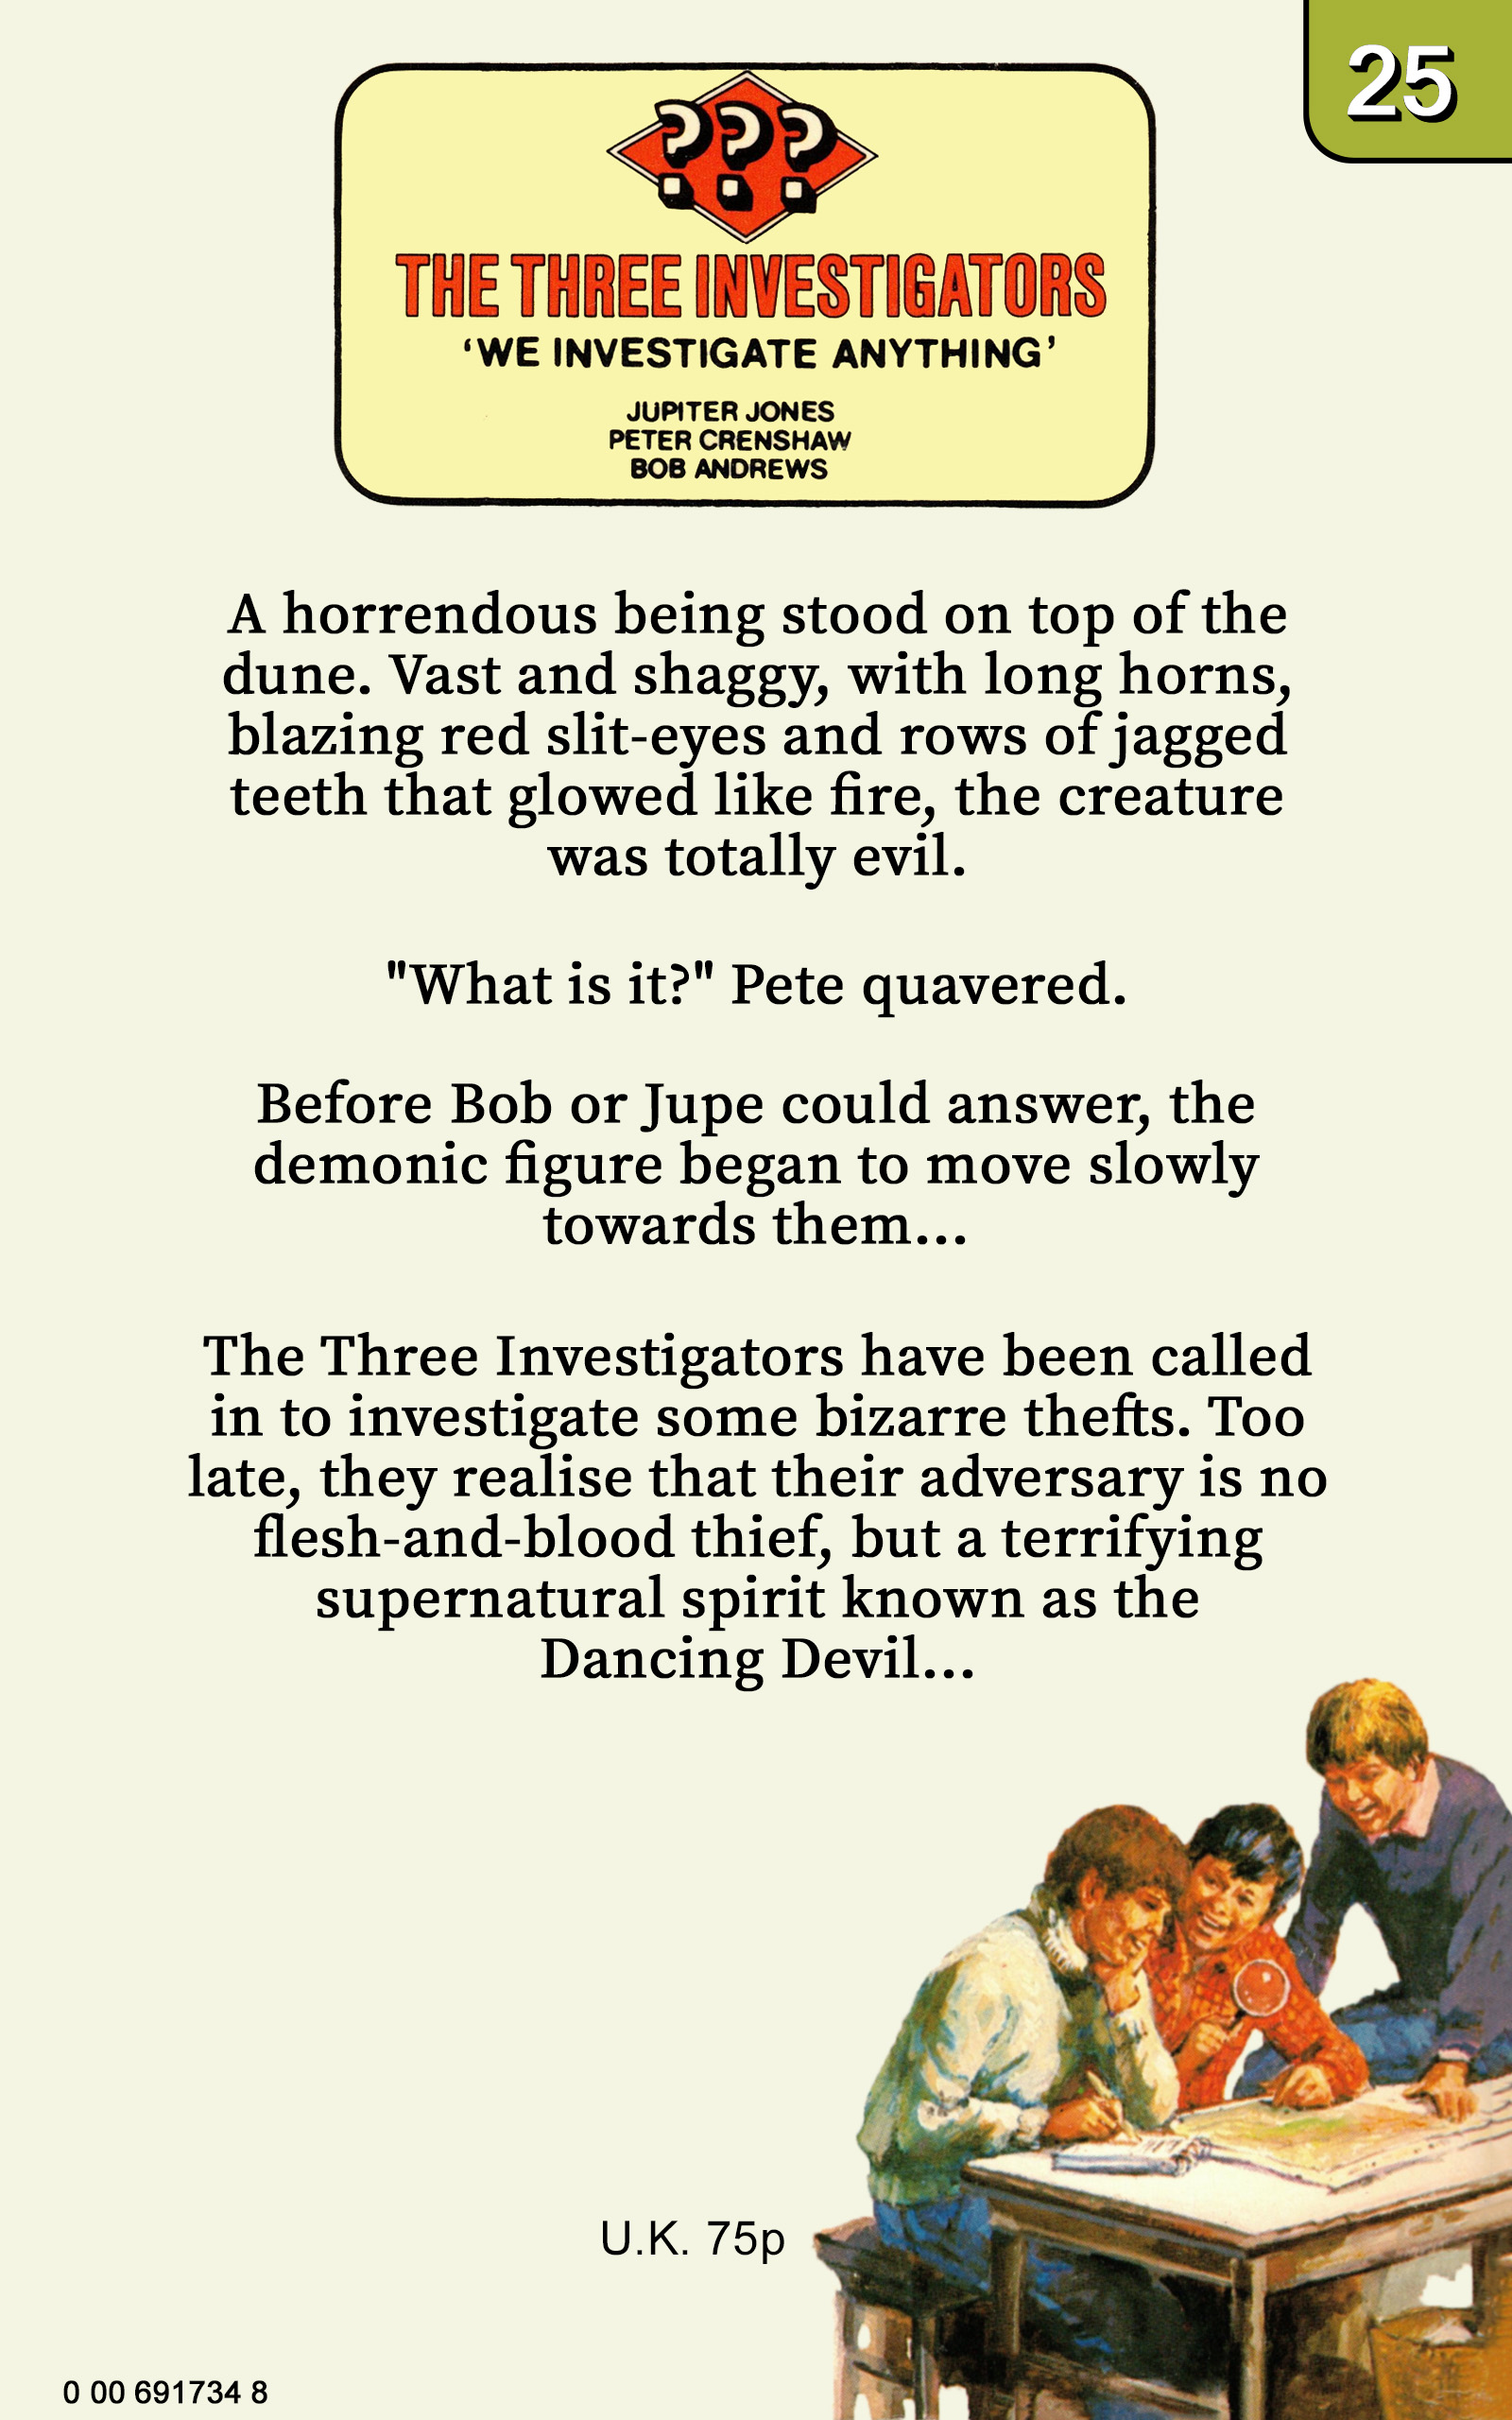 25
???
THE THREE INVESTIGATORS
'WE INVESTIGATE ANYTHING'
JUPITER JONES
PETER CRENSHAW
BOB ANDREWS
A horrendous being stood on top of the
dune. Vast and shaggy, with long horns,
blazing red slit-eyes and rows of jagged
teeth that glowed like fire, the creature
was totally evil.
"What is it?" Pete quavered.
Before Bob or Jupe could answer, the
demonic figure began to move slowly
towards them...
The Three Investigators have been called
in to investigate some bizarre thefts. Too
late, they realise that their adversary is no
flesh-and-blood thief, but a terrifying
supernatural spirit known as the
Dancing Devil...
U.K. 75p
0 00 691734 8